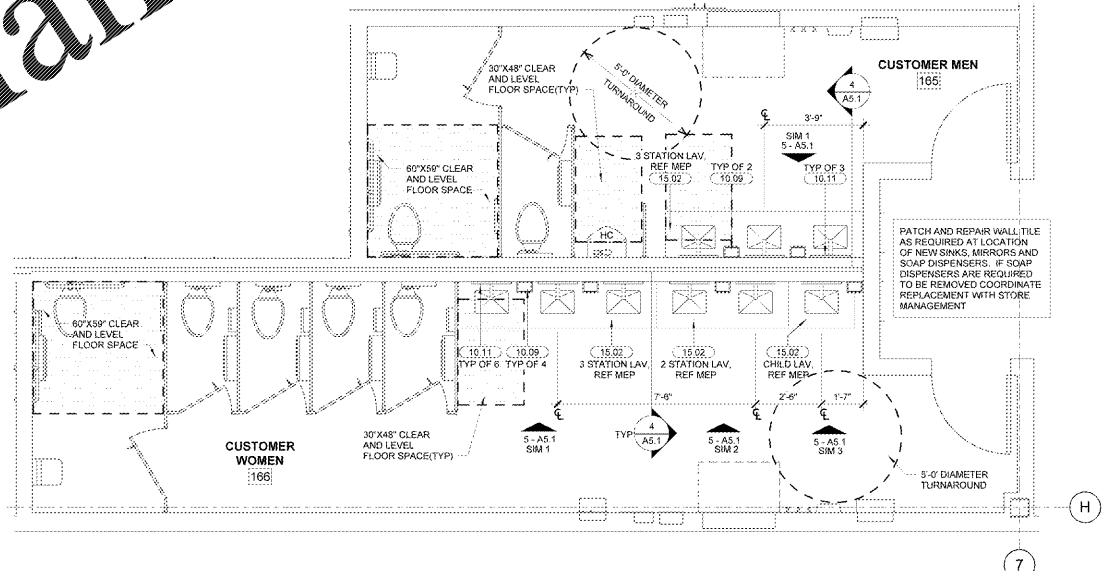 30"X48" CLEAR
AND LEVEL
FLOOR SPACE(TYP)
5'-0" DIAMETER
TURNAROUND
CUSTOMER MEN
165
4
A5.1
3'-9"
SIM 1
5 - A5.1
60"X59" CLEAR
AND LEVEL
FLOOR SPACE
3 STATION LAV,
REF MEP
15.02
TYP OF 2
10.09
TYP OF 3
10.11
HC
PATCH AND REPAIR WALL TILE
AS REQUIRED AT LOCATION
OF NEW SINKS, MIRRORS AND
SOAP DISPENSERS. IF SOAP
DISPENSERS ARE REQUIRED
TO BE REMOVED COORDINATE
REPLACEMENT WITH STORE
MANAGEMENT
60"X59" CLEAR
AND LEVEL
FLOOR SPACE
10.11
TYP OF 6
10.09
TYP OF 4
15.02
3 STATION LAV,
REF MEP
15.02
2 STATION LAV,
REF MEP
15.02
CHILD LAV,
REF MEP
7'-6"
2'-6"
1'-7"
CUSTOMER
WOMEN
166
30"X48" CLEAR
AND LEVEL
FLOOR SPACE(TYP)
5 - A5.1
SIM 1
TYP
4
A5.1
5 - A5.1
SIM 2
5 - A5.1
SIM 3
5'-0" DIAMETER
TURNAROUND
H
7